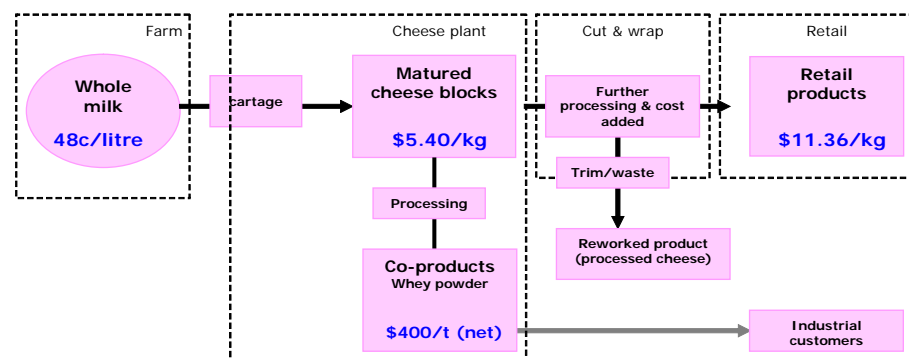 Farm
Cheese plant
Cut & wrap
Retail
Whole
milk
48c/litre
cartage
Matured
cheese blocks
$5.40/kg
Further
processing & cost
added
Retail
products
$11.36/kg
Trim/waste
Processing
Reworked product
(processed cheese)
Co-products
Whey powder
$400/t (net)
Industrial
customers